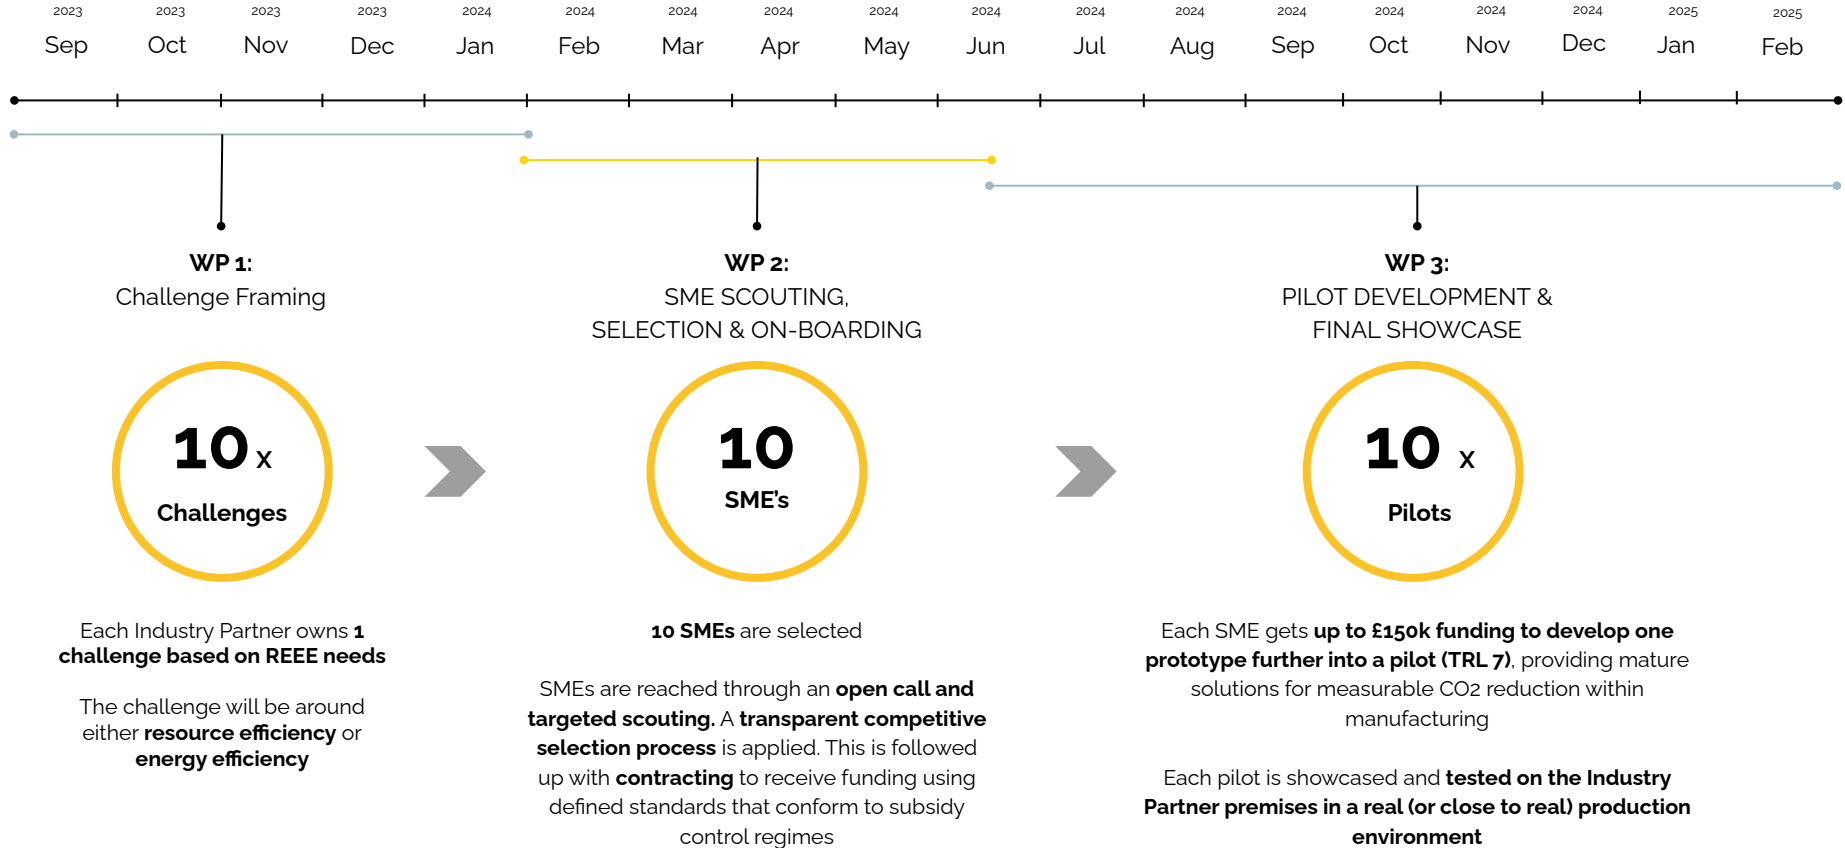 2023 2023 2023 2023 2024 2024 2024 2024 2024 2024 2024 2024 2024 2024 2024 2024 2025 2025
Sep Oct Nov Dec Jan Feb Mar Apr May Jun Jul Aug Sep Oct Nov Dec Jan Feb
WP 1:
Challenge Framing
10 x
Challenges
Each Industry Partner owns 1
challenge based on REEE needs
The challenge will be around
either resource efficiency or
energy efficiency
WP 2:
SME SCOUTING,
SELECTION & ON-BOARDING
10
SME's
10 SMEs are selected
SMEs are reached through an open call and
targeted scouting. A transparent competitive
selection process is applied. This is followed
up with contracting to receive funding using
defined standards that conform to subsidy
control regimes
WP 3:
PILOT DEVELOPMENT &
FINAL SHOWCASE
10 x
Pilots
Each SME gets up to £150k funding to develop one
prototype further into a pilot (TRL 7), providing mature
solutions for measurable CO2 reduction within
manufacturing
Each pilot is showcased and tested on the Industry
Partner premises in a real (or close to real) production
environment